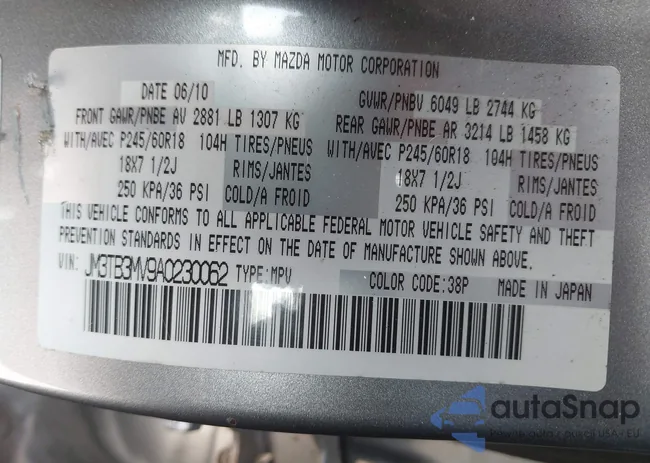 MFD. BY MAZDA MOTOR CORPORATION
DATE 06/10
GVWR/PNBV 6049 LB 2744 KG
FRONT GAWR/PNBE AV 2881 LB 1307 KG
REAR GAWR/PNBE AR 3214 LB 1458 KG
WITH/AVEC P245/60R18 104H TIRES/PNEUS
WITH/AVEC P245/60R18 104H TIRES/PNEUS
18X7 1/2J RIMS/JANTES
18X7 1/2J RIMS/JANTES
250 KPA/36 PSI COLD/A FROID
250 KPA/36 PSI COLD/A FROID
THIS VEHICLE CONFORMS TO ALL APPLICABLE FEDERAL MOTOR VEHICLE SAFETY AND THEFT
PREVENTION STANDARDS IN EFFECT ON THE DATE OF MANUFACTURE SHOWN ABOVE.
VIN: JM3TB3MV9A0230062 TYPE:MPV COLOR CODE:38P MADE IN JAPAN
autaSnap